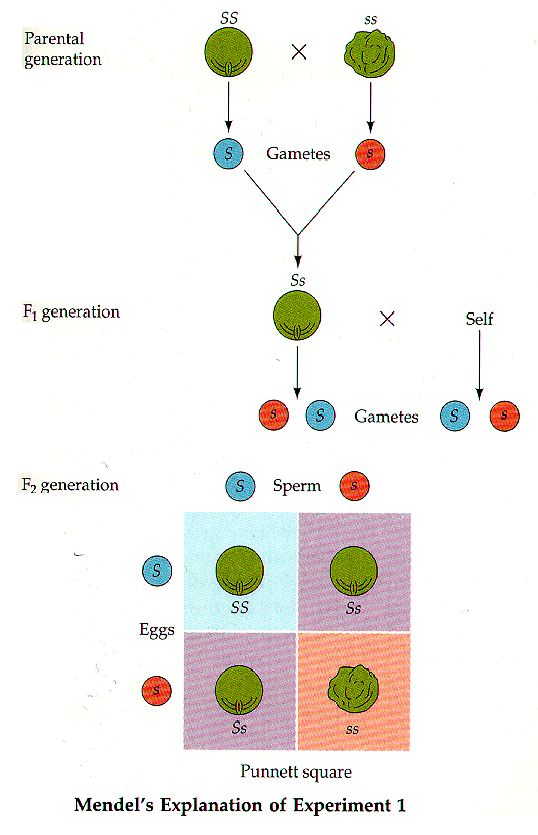 SS
ss
Parental
generation
×
S
Gametes
s
Ss
F1 generation
×
Self
s
S
Gametes
S
s
F2 generation
S
Sperm
s
S
SS
Ss
Eggs
s
Ss
ss
Punnett square
Mendel's Explanation of Experiment 1